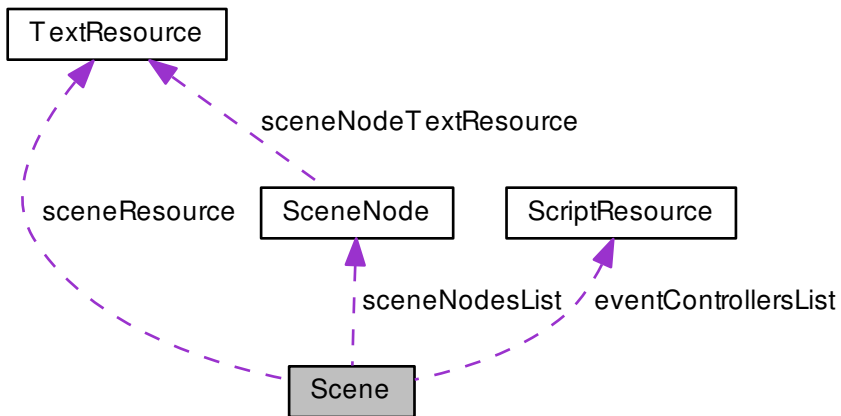 TextResource
sceneNodeTextResource
sceneResource
SceneNode
ScriptResource
sceneNodesList
eventControllersList
Scene